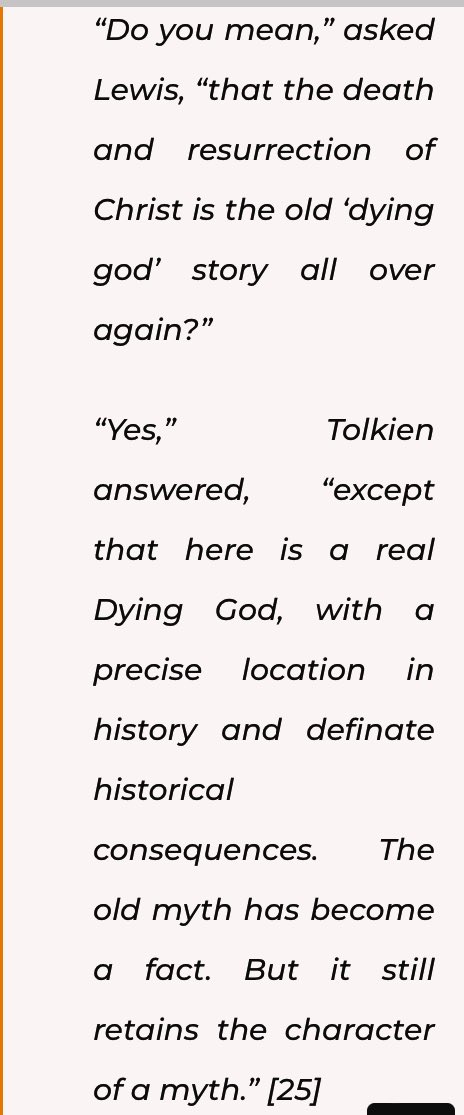 “Do you mean,” asked
Lewis, “that the death
and resurrection of
Christ is the old ‘dying
god’ story all over
again?”
“Yes,” Tolkien
answered, “except
that here is a real
Dying God, with a
precise location in
history and definate
historical
consequences. The
old myth has become
a fact. But it still
retains the character
of a myth.” [25]